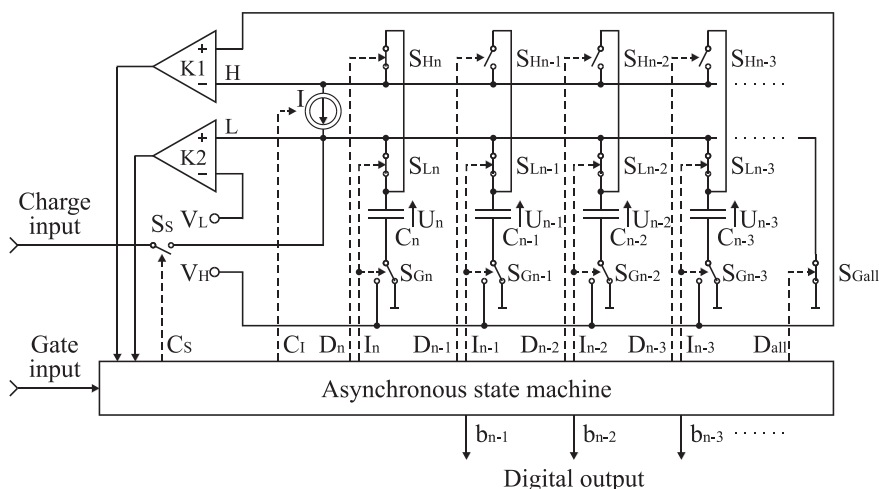 + K1 − H
I
+ K2 − L
SHn SHn-1 SHn-2 SHn-3
SLn SLn-1 SLn-2 SLn-3
Charge
input
SS
VL
VH
Un Un-1 Un-2 Un-3
Cn Cn-1 Cn-2 Cn-3
SGn SGn-1 SGn-2 SGn-3 SGall
Gate
input
CS CI Dn In Dn-1 In-1 Dn-2 In-2 Dn-3 In-3 Dall
Asynchronous state machine
bn-1 bn-2 bn-3 ······
Digital output